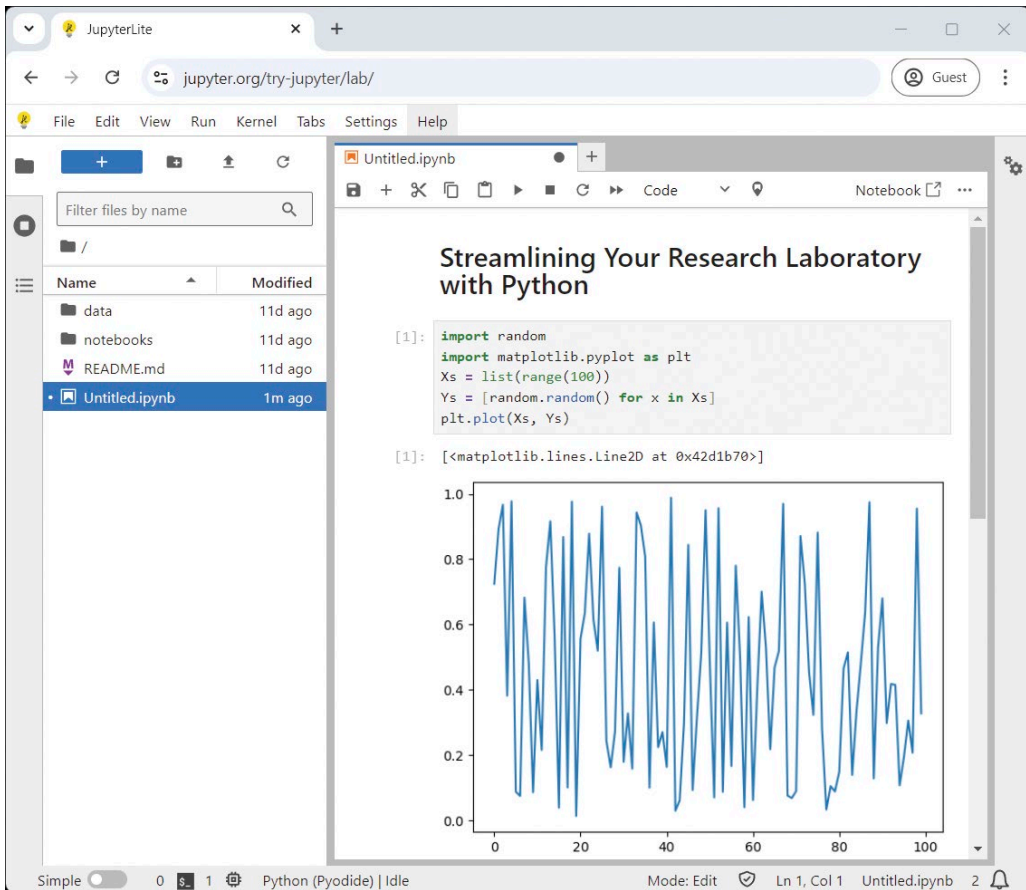 JupyterLite
jupyter.org/try-jupyter/lab/
Guest
File Edit View Run Kernel Tabs Settings Help
Untitled.ipynb
Code
Notebook
Filter files by name
/
Name Modified
data 11d ago
notebooks 11d ago
M README.md 11d ago
Untitled.ipynb 1m ago
Streamlining Your Research Laboratory
with Python
[1]: import random
import matplotlib.pyplot as plt
Xs = list(range(100))
Ys = [random.random() for x in Xs]
plt.plot(Xs, Ys)
[1]: [<matplotlib.lines.Line2D at 0x42d1b70>]
1.0
0.8
0.6
0.4
0.2
0.0
0 20 40 60 80 100
Simple 0 $_ 1 Python (Pyodide) | Idle Mode: Edit Ln 1, Col 1 Untitled.ipynb 2